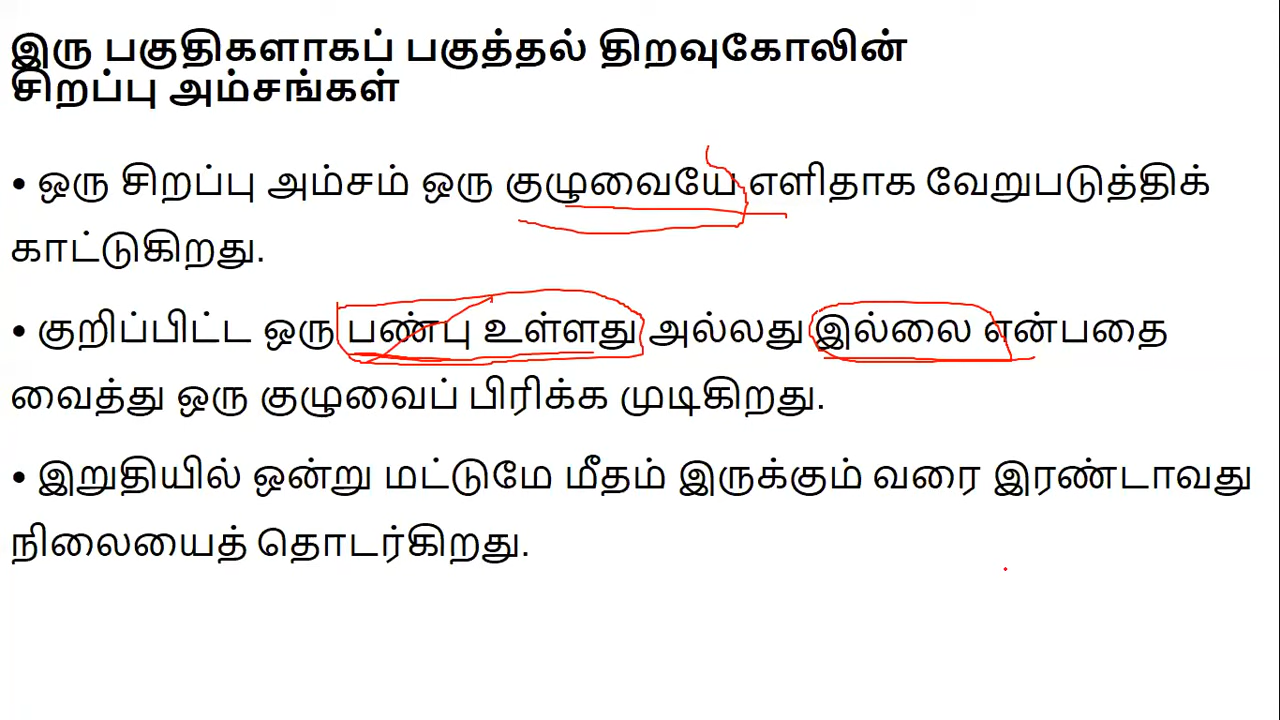 இரு பகுதிகளாகப் பகுத்தல் திறவுகோலின்
சிறப்பு அம்சங்கள்
• ஒரு சிறப்பு அம்சம் ஒரு குழுவையே எளிதாக வேறுபடுத்திக்
காட்டுகிறது.
• குறிப்பிட்ட ஒரு பண்பு உள்ளது அல்லது இல்லை என்பதை
வைத்து ஒரு குழுவைப் பிரிக்க முடிகிறது.
• இறுதியில் ஒன்று மட்டுமே மீதம் இருக்கும் வரை இரண்டாவது
நிலையைத் தொடர்கிறது.